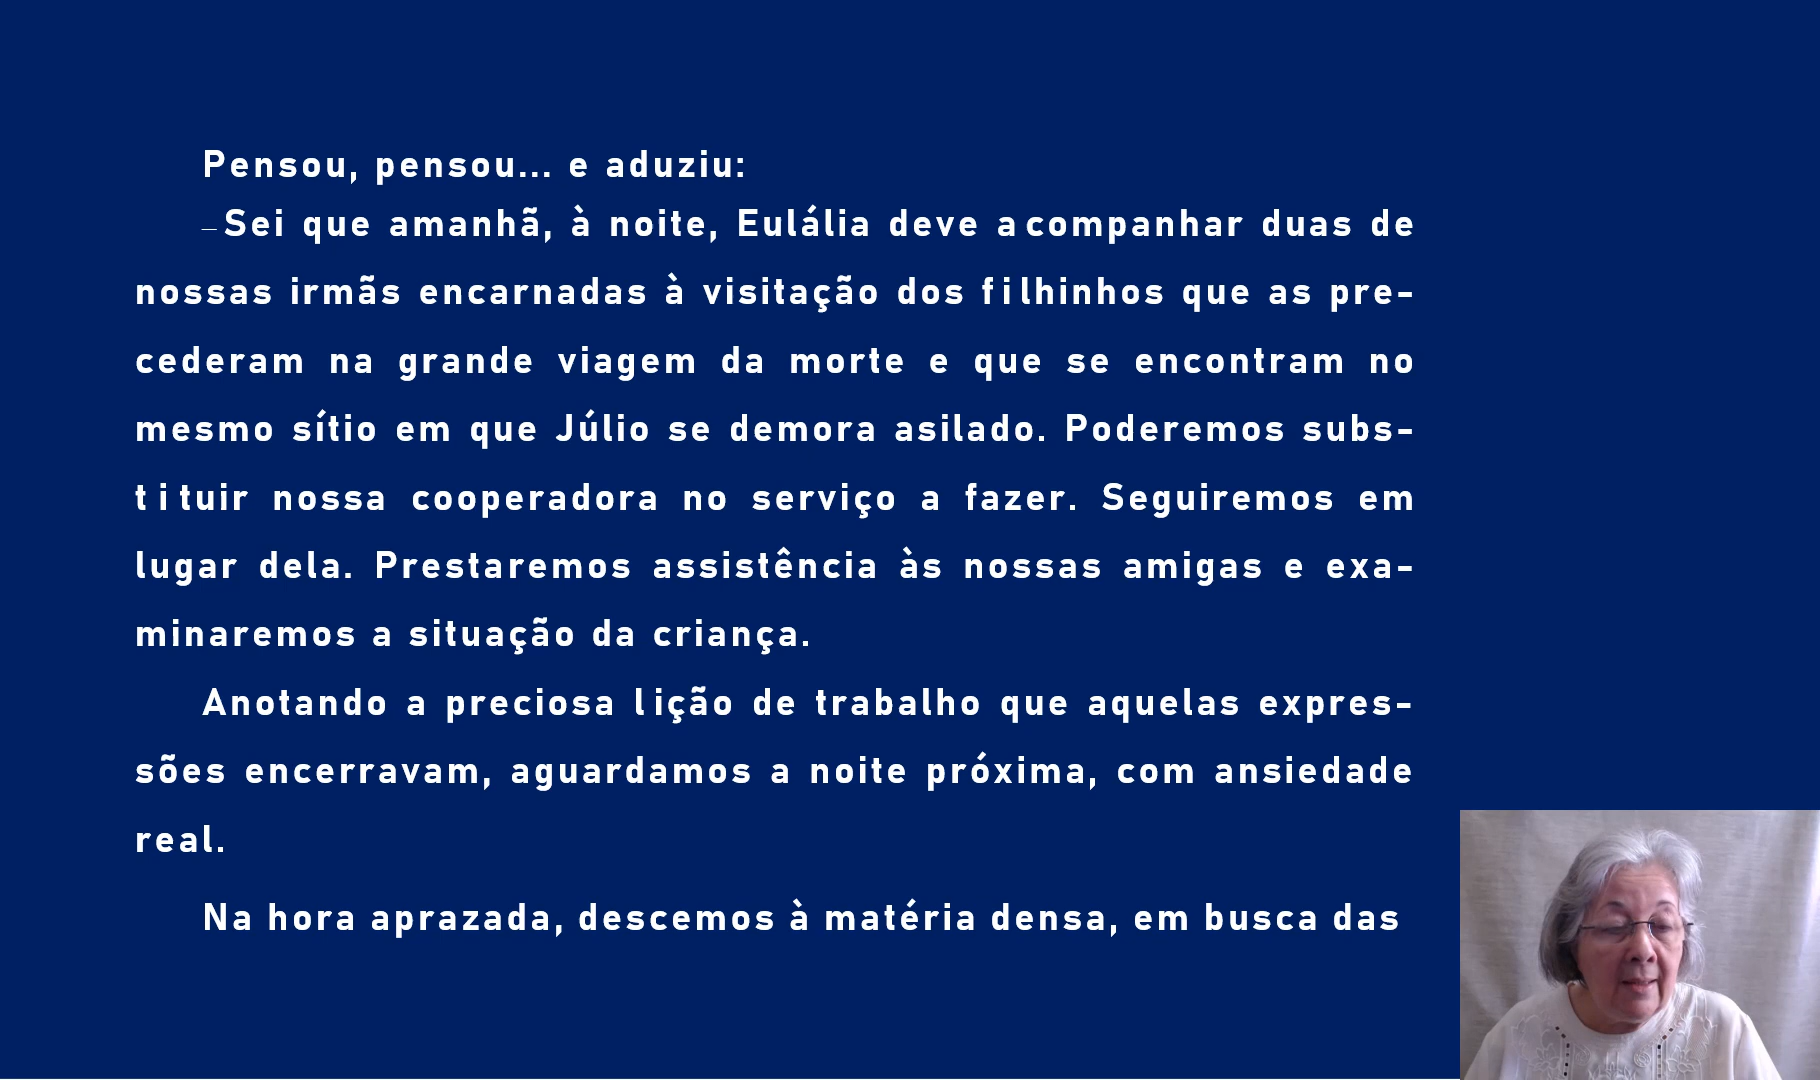 Pensou, pensou... e aduziu:
–Sei que amanhã, à noite, Eulália deve acompanhar duas de
nossas irmãs encarnadas à visitação dos filhinhos que as pre-
cederam na grande viagem da morte e que se encontram no
mesmo sítio em que Júlio se demora asilado. Poderemos subs-
tituir nossa cooperadora no serviço a fazer. Seguiremos em
lugar dela. Prestaremos assistência às nossas amigas e exa-
minaremos a situação da criança.
Anotando a preciosa lição de trabalho que aquelas expres-
sões encerravam, aguardamos a noite próxima, com ansiedade
real.
Na hora aprazada, descemos à matéria densa, em busca das